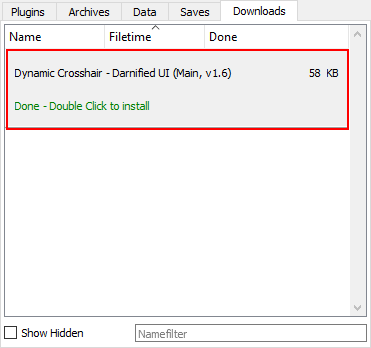 Plugins Archives Data Saves Downloads
Name Filetime Done
Dynamic Crosshair - Darnified UI (Main, v1.6) 58 KB
Done - Double Click to install
Show Hidden Namefilter